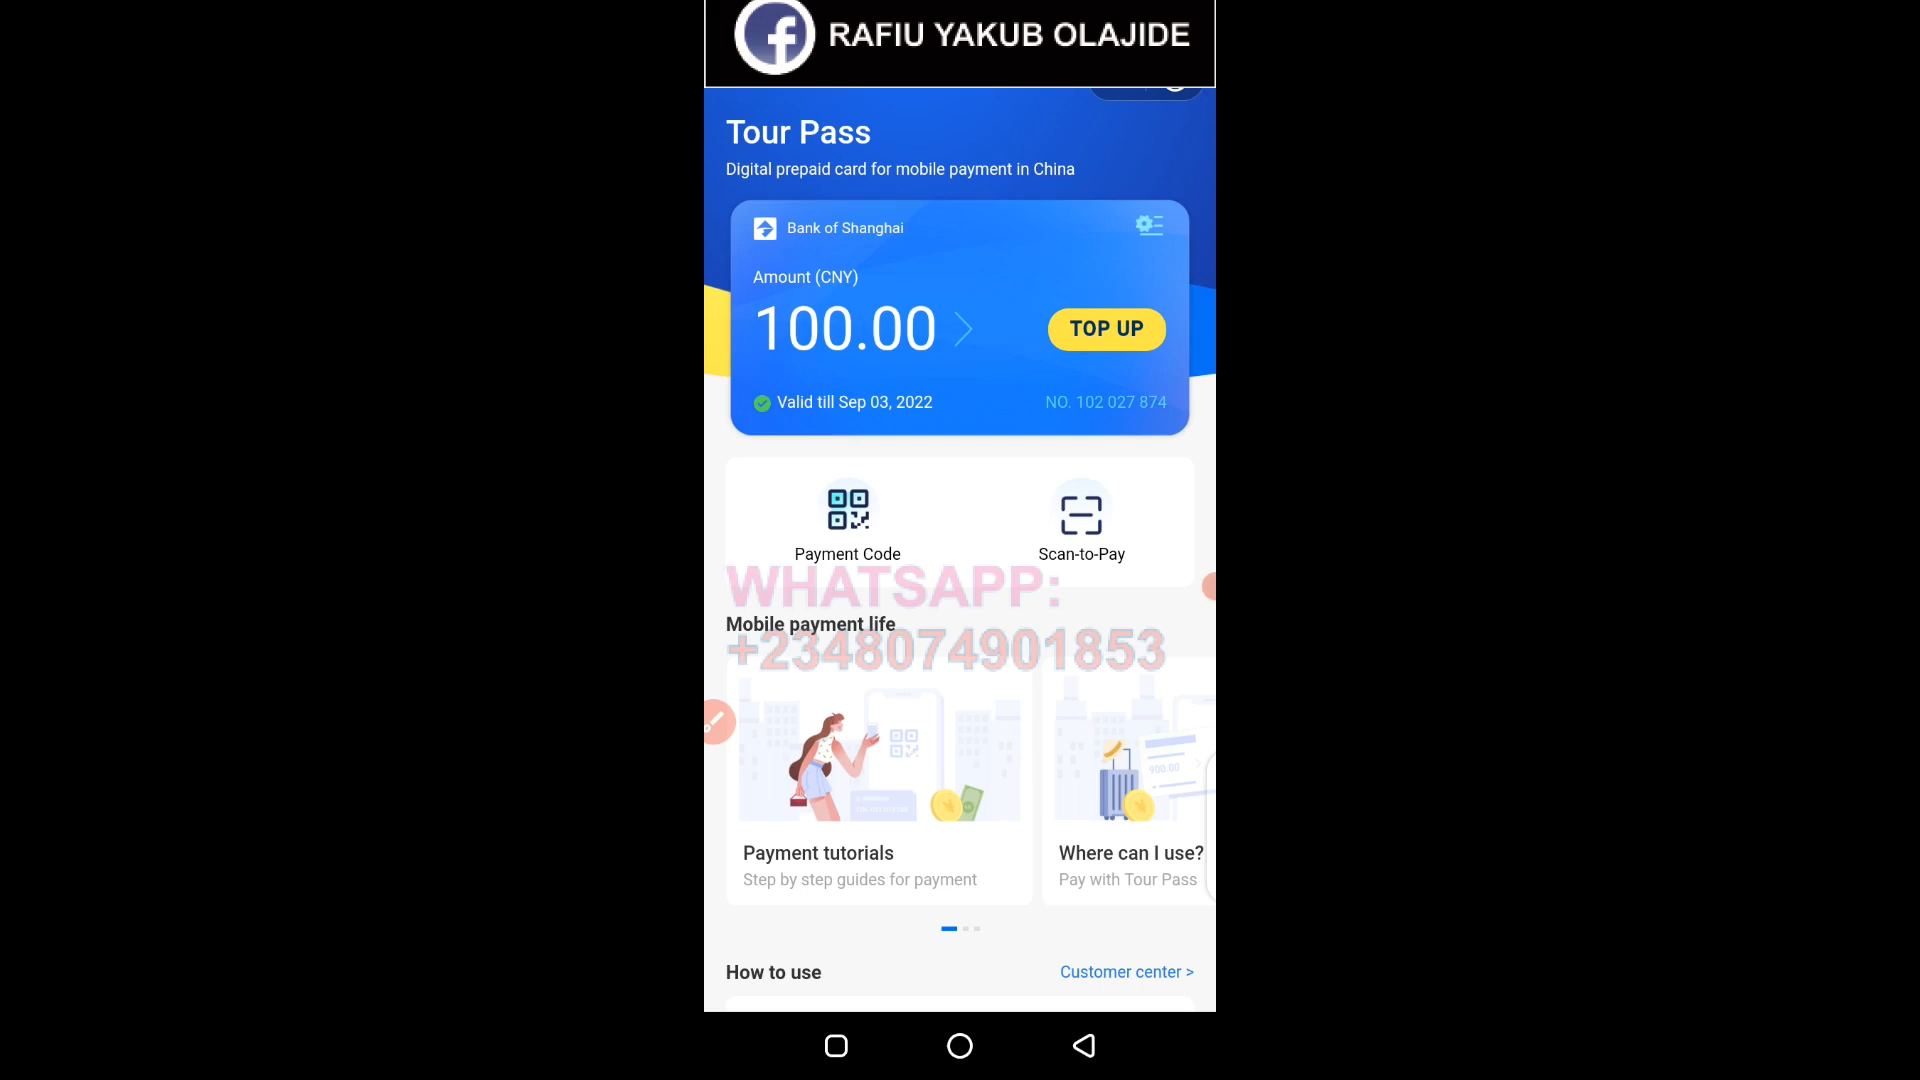 RAFIU YAKUB OLAJIDE
Tour Pass
Digital prepaid card for mobile payment in China
Bank of Shanghai
Amount (CNY)
100.00
TOP UP
Valid till Sep 03, 2022
NO. 102 027 874
Payment Code
Scan-to-Pay
WHATSAPP:
Mobile payment life
+2348074901853
900.00
Payment tutorials
Step by step guides for payment
Where can I use?
Pay with Tour Pass
How to use
Customer center >